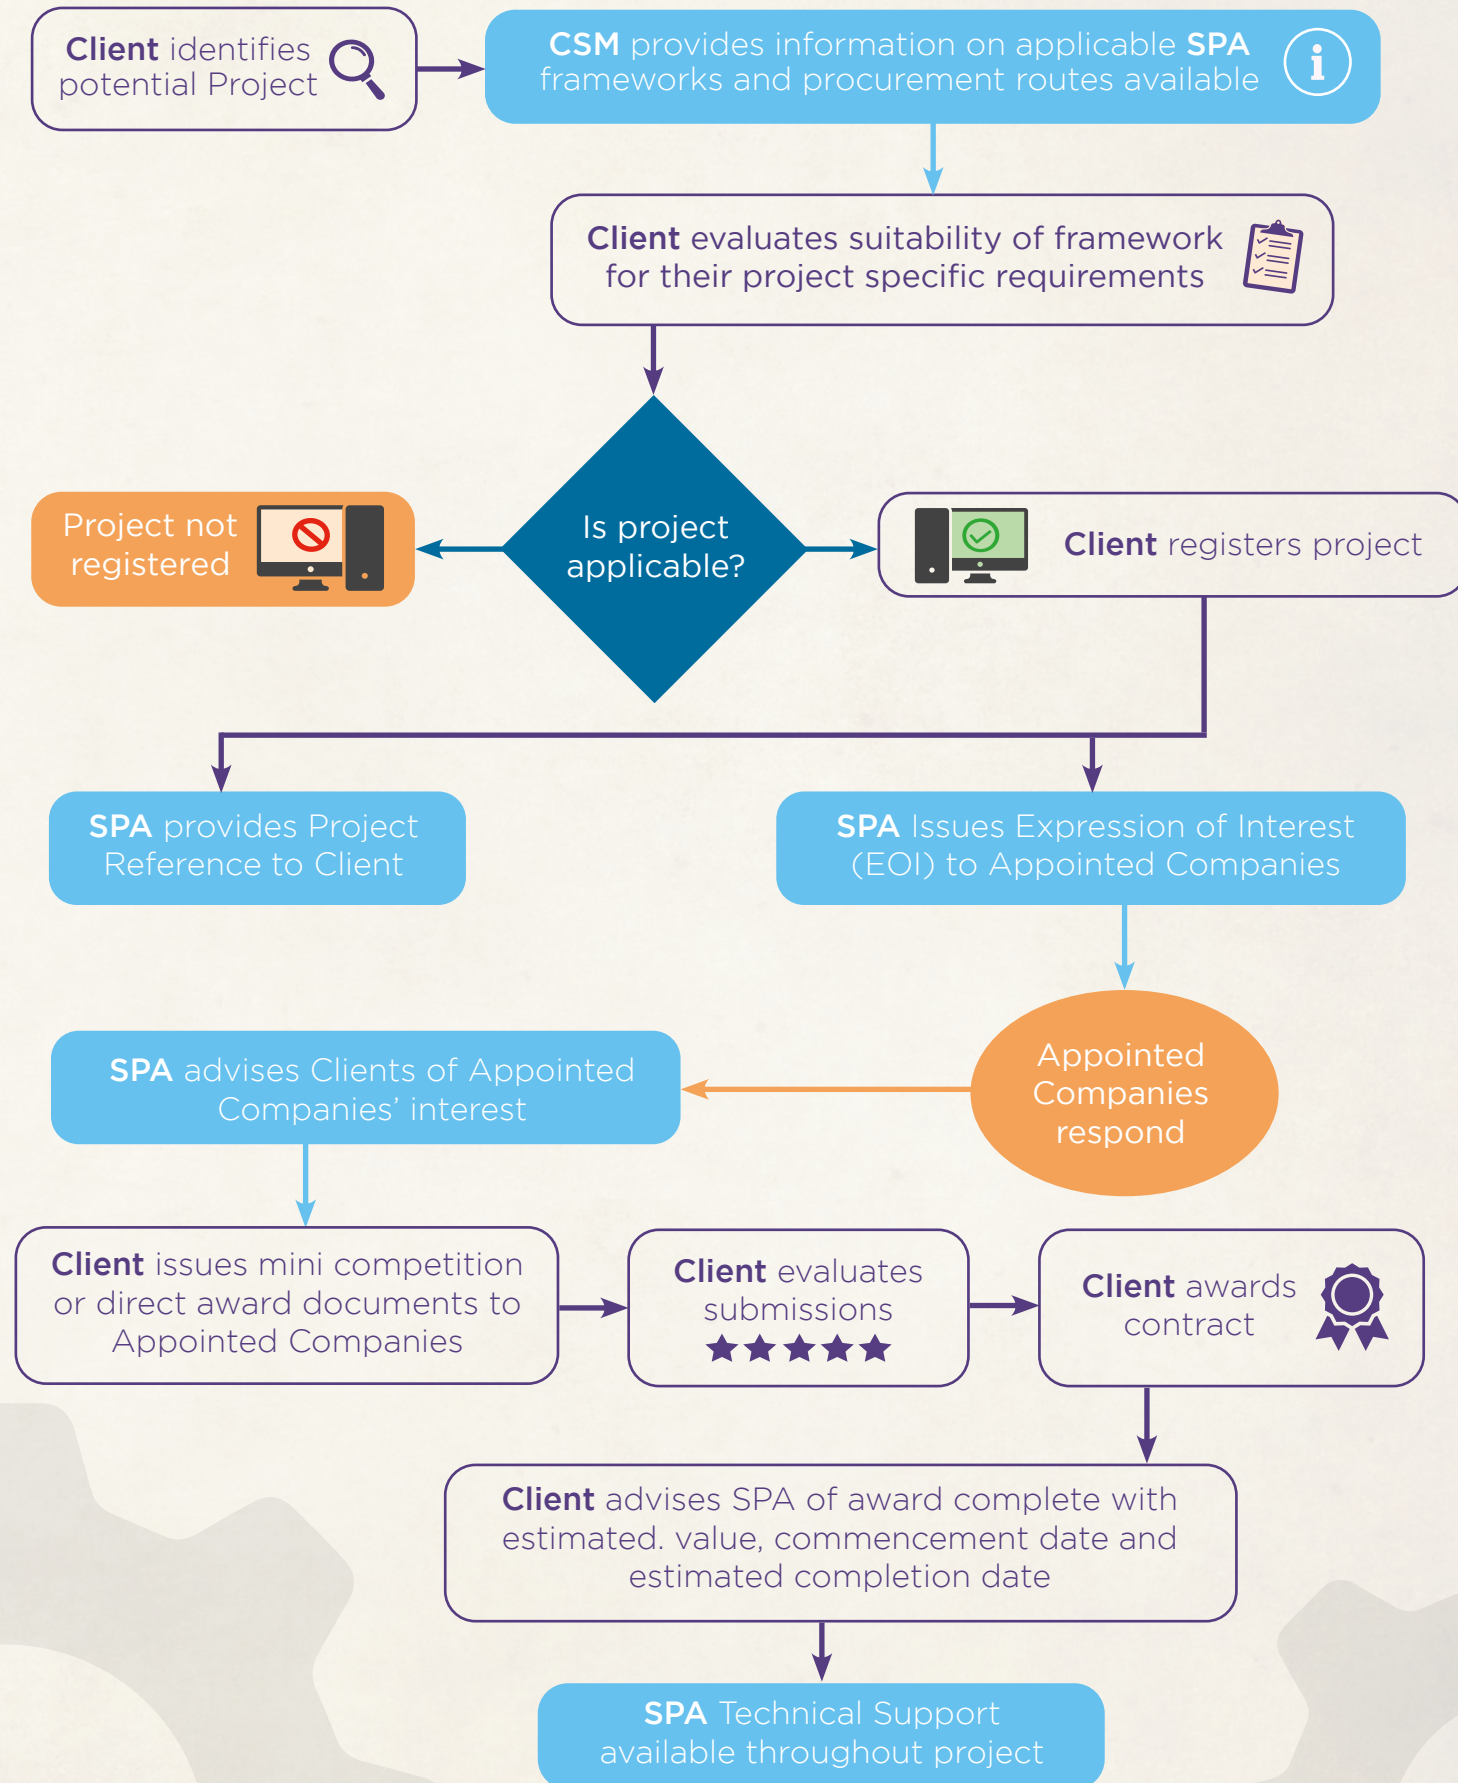 Client identifies
potential Project
CSM provides information on applicable SPA
frameworks and procurement routes available
i
Client evaluates suitability of framework
for their project specific requirements
Is project
applicable?
Project not
registered
Client registers project
SPA provides Project
Reference to Client
SPA Issues Expression of Interest
(EOI) to Appointed Companies
Appointed
Companies
respond
SPA advises Clients of Appointed
Companies’ interest
Client issues mini competition
or direct award documents to
Appointed Companies
Client evaluates
submissions
Client awards
contract
Client advises SPA of award complete with
estimated. value, commencement date and
estimated completion date
SPA Technical Support
available throughout project